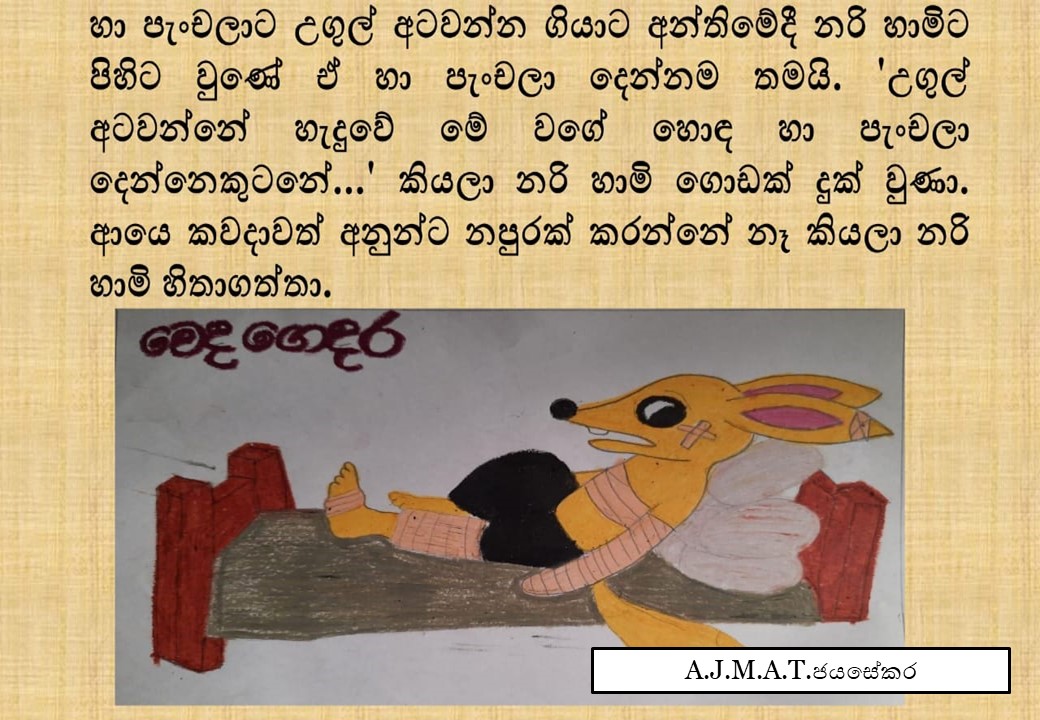 හා පැංචලාට උගුල් අටවන්න ගියාට අන්තිමේදී නරි හාමිට
පිහිට වුණේ ඒ හා පැංචලා දෙන්නම තමයි. 'උගුල්
අටවන්නේ හැදුවේ මේ වගේ හොඳ හා පැංචලා
දෙන්නෙකුටනේ...' කියලා නරි හාමි ගොඩක් දුක් වුණා.
ආයෙ කවදාවත් අනුන්ට නපුරක් කරන්නේ නෑ කියලා නරි
හාමි හිතාගත්තා.
වෙද ගෙදර
A.J.M.A.T.ජයසේකර